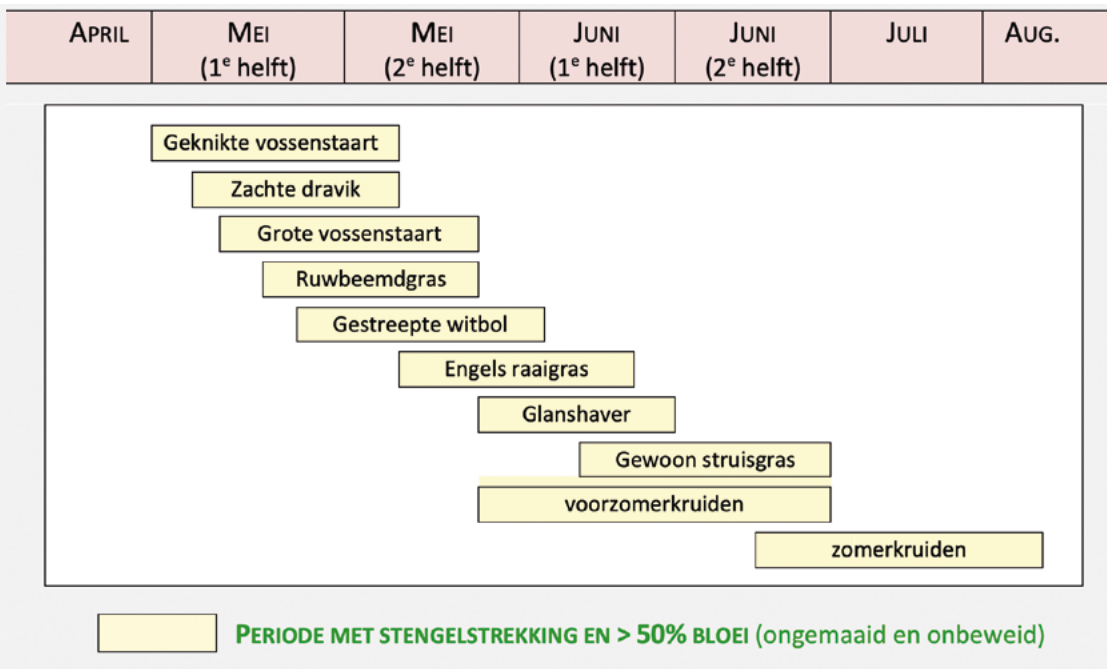 APRIL
MEI
(1e helft)
MEI
(2e helft)
JUNI
(1e helft)
JUNI
(2e helft)
JULI
AUG.
Geknikte vossenstaart
Zachte dravik
Grote vossenstaart
Ruwbeemdgras
Gestreepte witbol
Engels raaigras
Glanshaver
Gewoon struisgras
voorzomerkruiden
zomerkruiden
PERIODE MET STENGELSTREKKING EN > 50% BLOEI (ongemaaid en onbeweid)